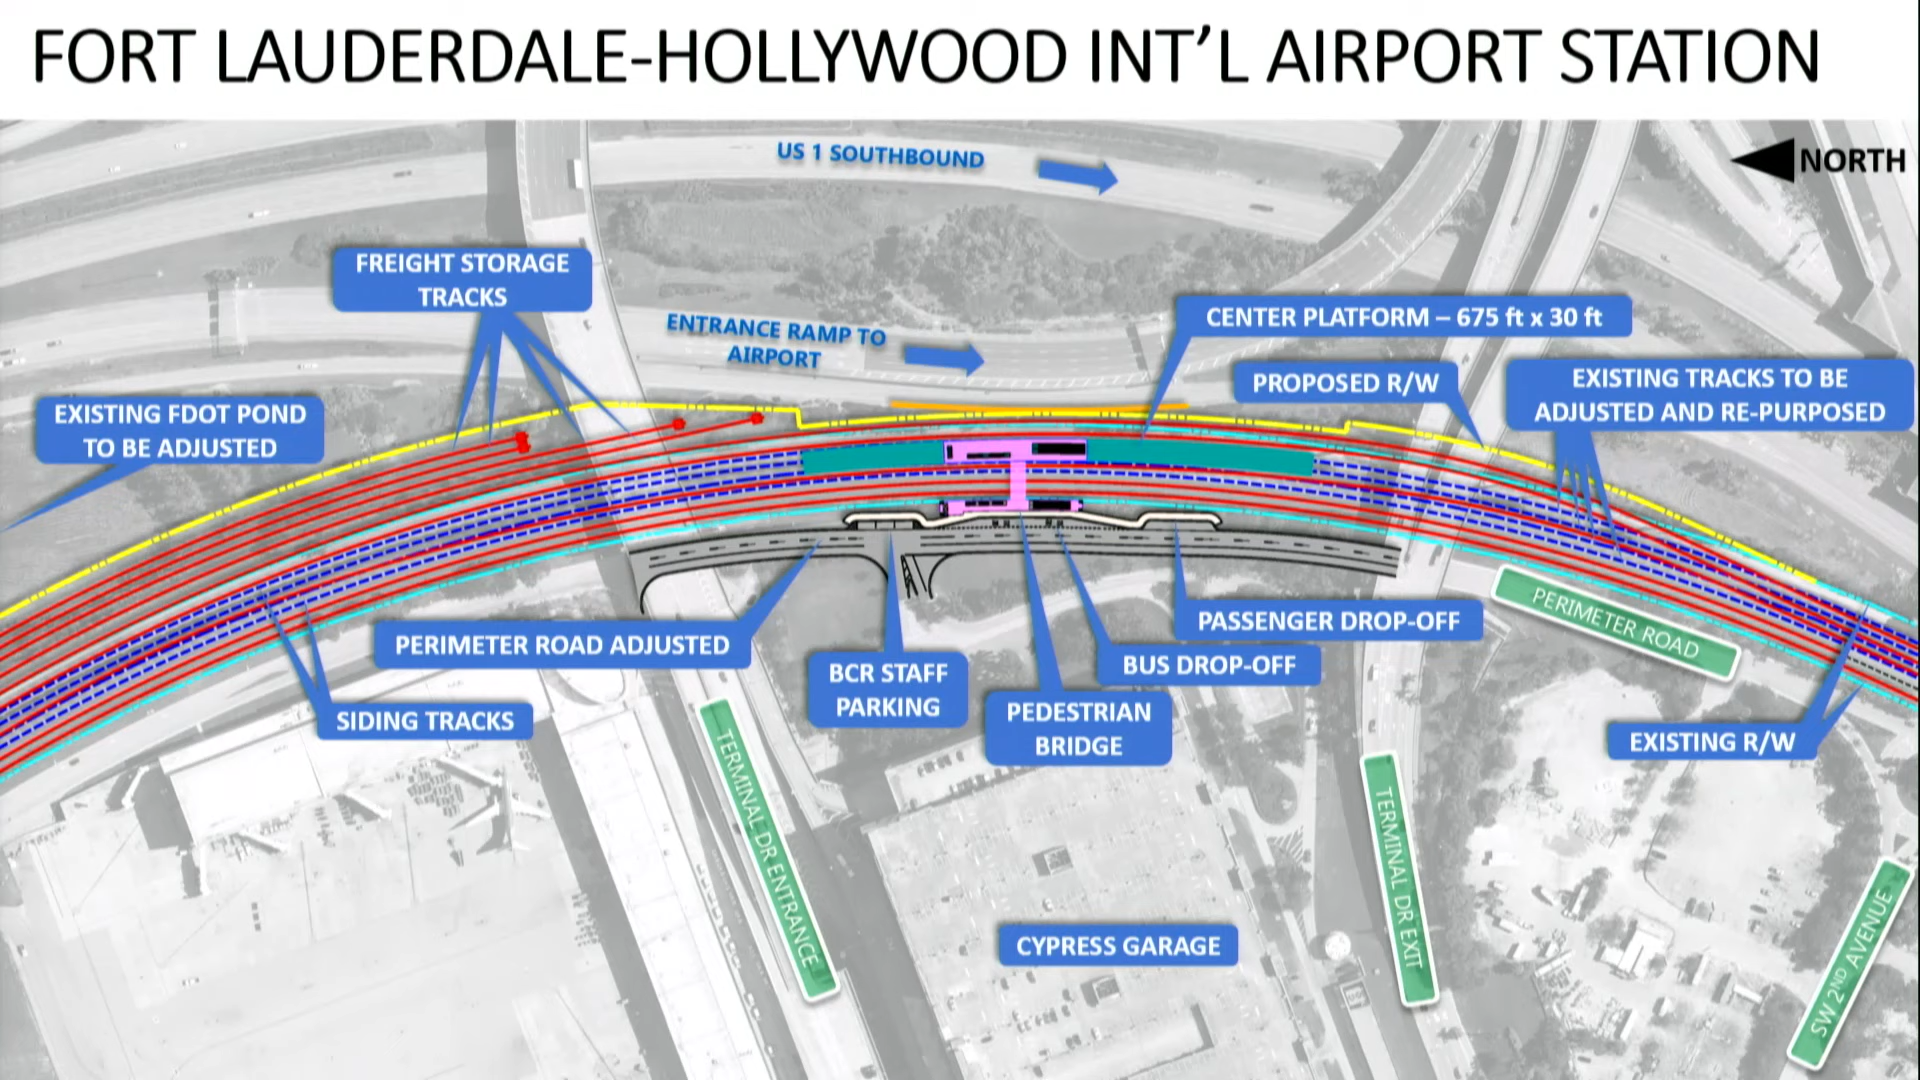 FORT LAUDERDALE-HOLLYWOOD INT’L AIRPORT STATION
US 1 SOUTHBOUND
NORTH
FREIGHT STORAGE
TRACKS
ENTRANCE RAMP TO
AIRPORT
CENTER PLATFORM – 675 ft x 30 ft
PROPOSED R/W
EXISTING TRACKS TO BE
ADJUSTED AND RE-PURPOSED
EXISTING FDOT POND
TO BE ADJUSTED
PERIMETER ROAD
PASSENGER DROP-OFF
PERIMETER ROAD ADJUSTED
BUS DROP-OFF
BCR STAFF
PARKING
PEDESTRIAN
BRIDGE
SIDING TRACKS
EXISTING R/W
TERMINAL DR ENTRANCE
TERMINAL DR EXIT
CYPRESS GARAGE
SW 2ND AVENUE